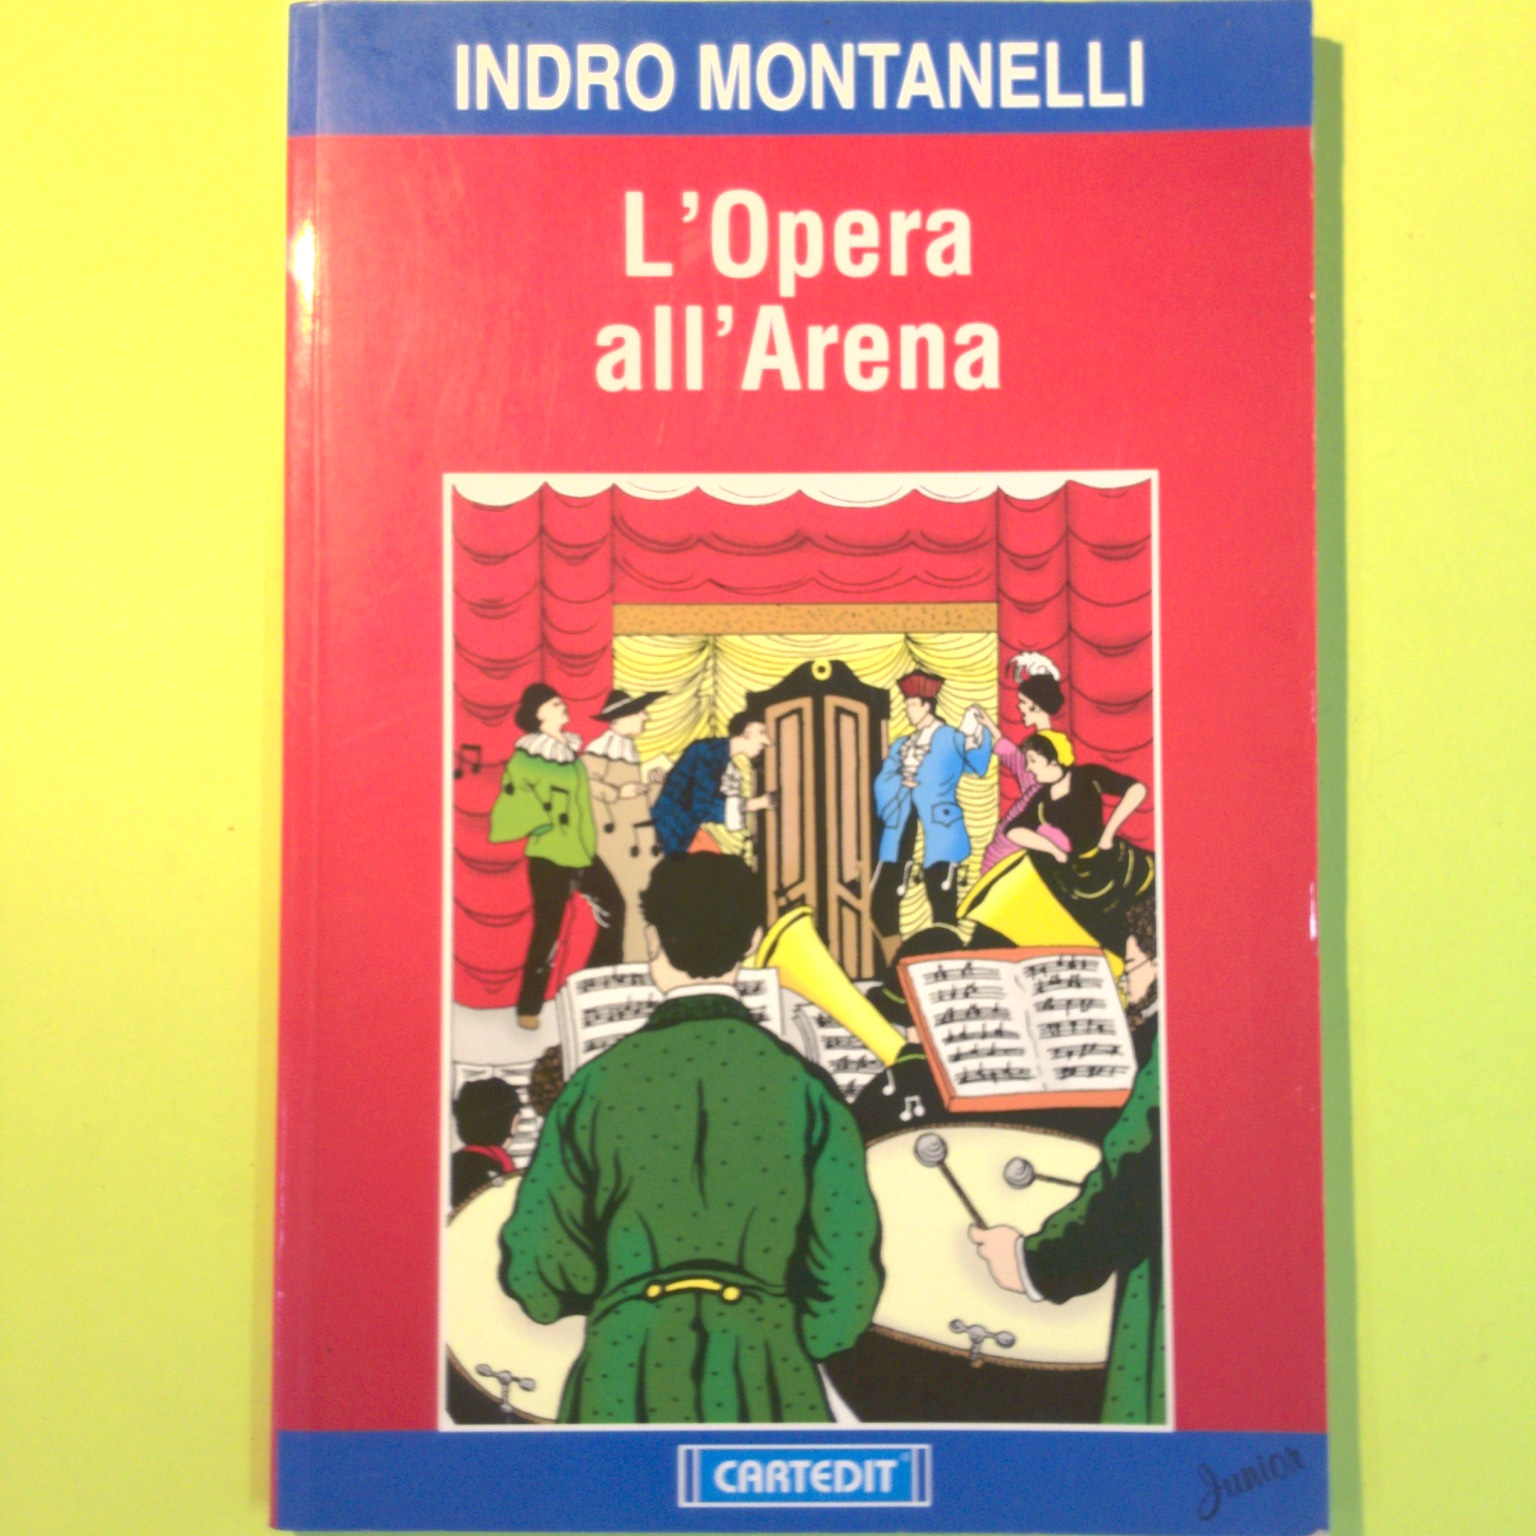 INDRO MONTANELLI
L'Opera
all'Arena
CARTEDIT®
Junior